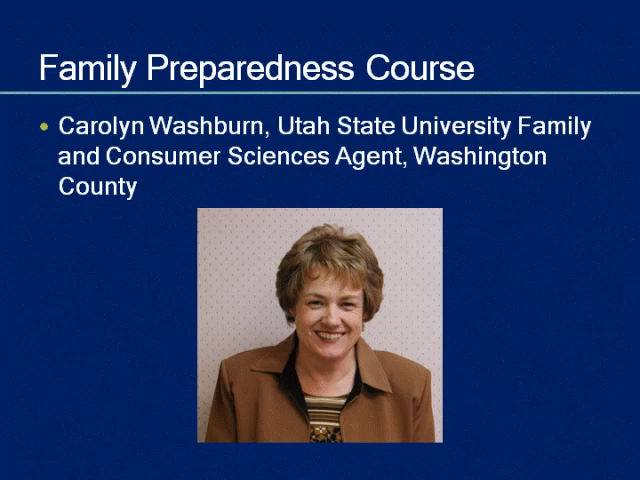 Family Preparedness Course
• Carolyn Washburn, Utah State University Family
and Consumer Sciences Agent, Washington
County